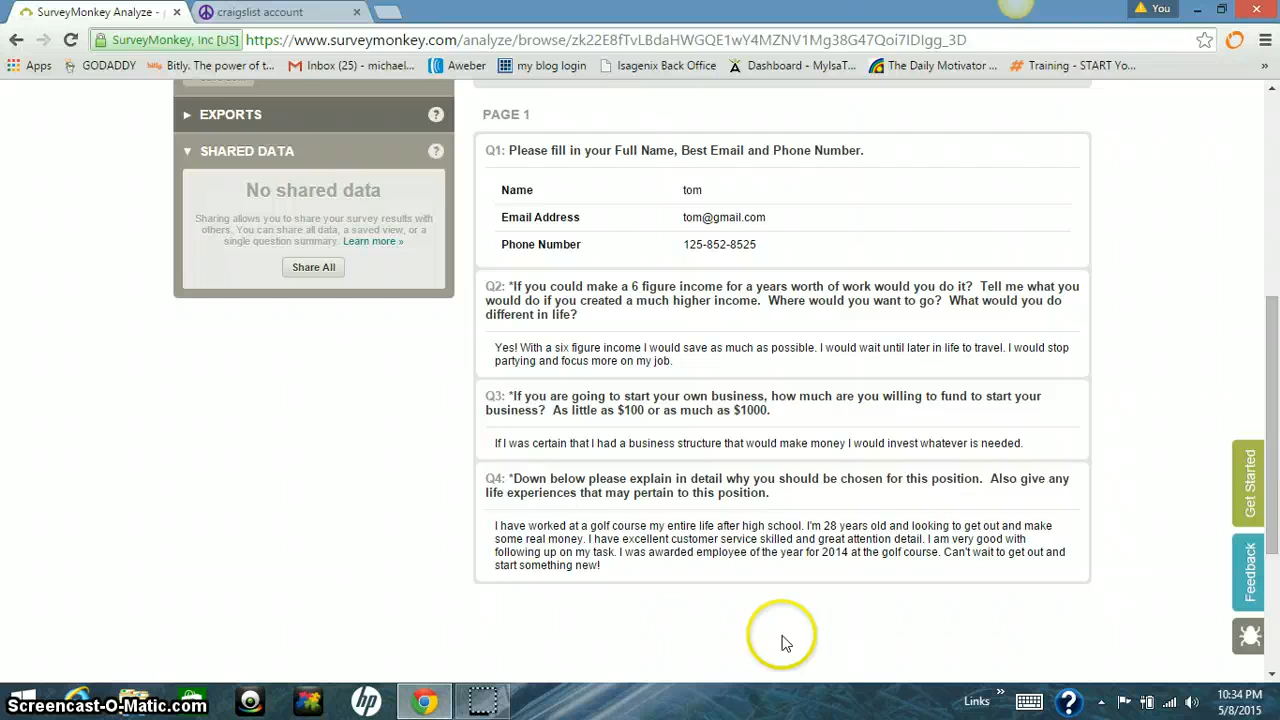 SurveyMonkey Analyze -
craigslist account
You
SurveyMonkey, Inc [US]
https://www.surveymonkey.com/analyze/browse/zk22E8fTvLBdaHWGQE1wY4MZNV1Mg38G47Qoi7IDIgg_3D
Apps
GODADDY
Bitly. The power of t...
Inbox (25) - michael...
Aweber
my blog login
Isagenix Back Office
Dashboard - MyIsaT...
The Daily Motivator ...
Training - START Yo...
»
EXPORTS
?
SHARED DATA
?
No shared data
Sharing allows you to share your survey results with
others. You can share all data, a saved view, or a
single question summary. Learn more »
Share All
PAGE 1
Q1: Please fill in your Full Name, Best Email and Phone Number.
Name tom
Email Address tom@gmail.com
Phone Number 125-852-8525
Q2: *If you could make a 6 figure income for a years worth of work would you do it? Tell me what you
would do if you created a much higher income. Where would you want to go? What would you do
different in life?
Yes! With a six figure income I would save as much as possible. I would wait until later in life to travel. I would stop
partying and focus more on my job.
Q3: *If you are going to start your own business, how much are you willing to fund to start your
business? As little as $100 or as much as $1000.
If I was certain that I had a business structure that would make money I would invest whatever is needed.
Q4: *Down below please explain in detail why you should be chosen for this position. Also give any
life experiences that may pertain to this position.
I have worked at a golf course my entire life after high school. I'm 28 years old and looking to get out and make
some real money. I have excellent customer service skilled and great attention detail. I am very good with
following up on my task. I was awarded employee of the year for 2014 at the golf course. Can't wait to get out and
start something new!
Get Started
Feedback
Screencast-O-Matic.com
hp
Links
»
?
10:34 PM
5/8/2015